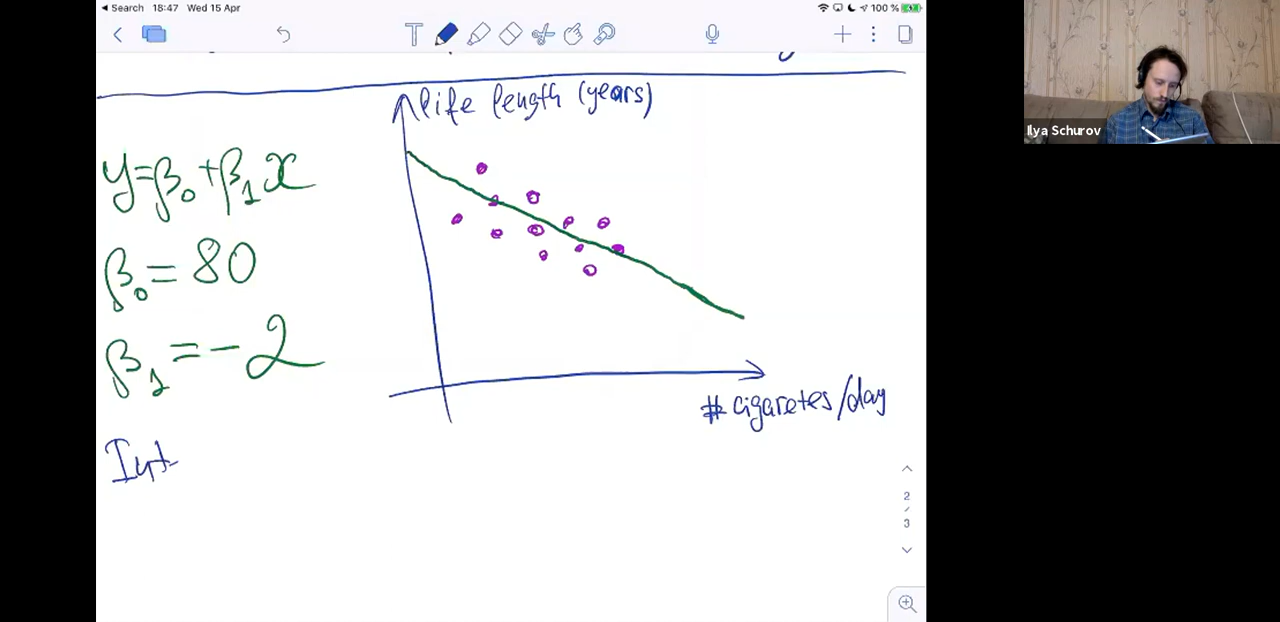 Search 18:47 Wed 15 Apr 100 %
T
life length (years)
y=β₀+β₁x
β₀=80
β₁=-2
# cigaretes/day
Int
2
/
3
Ilya Schurov